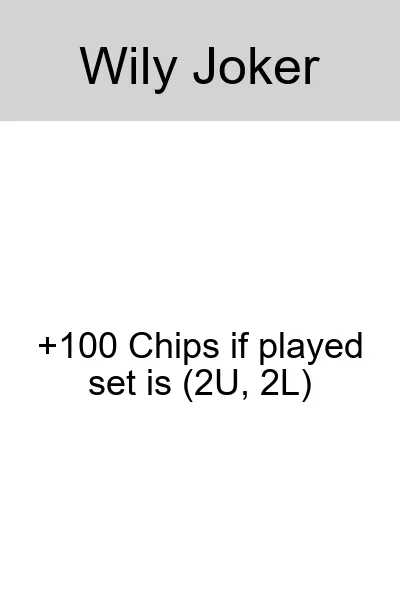 Wily Joker
+100 Chips if played
set is (2U, 2L)